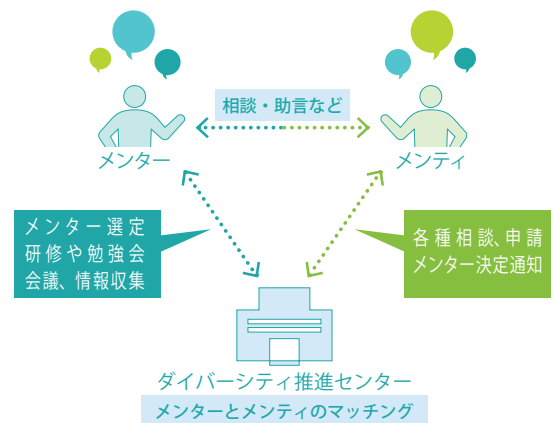 相談・助言など
メンター
メンティ
メンター選定
研修や勉強会
会議、情報収集
各種相談、申請
メンター決定通知
ダイバーシティ推進センター
メンターとメンティのマッチング